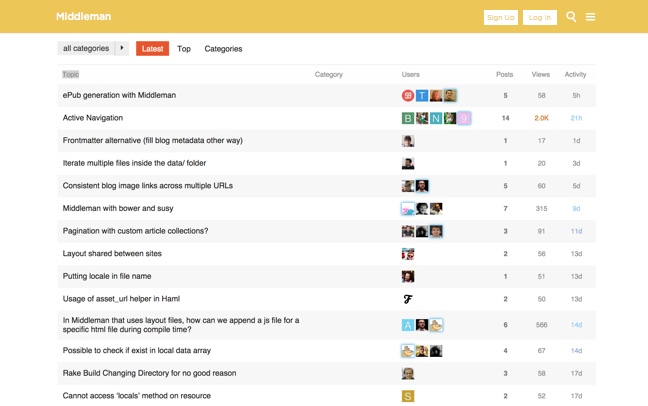 Middleman
Sign Up Log In
all categories Latest Top Categories
Topic Category Users Posts Views Activity
ePub generation with Middleman T 5 58 5h
Active Navigation B N 9 14 2.0K 21h
Frontmatter alternative (fill blog metadata other way) 1 17 1d
Iterate multiple files inside the data/ folder 1 20 3d
Consistent blog image links across multiple URLs 5 60 5d
Middleman with bower and susy 7 315 9d
Pagination with custom article collections? 3 91 11d
Layout shared between sites 2 56 13d
Putting locale in file name 1 51 13d
Usage of asset_url helper in Haml 2 50 13d
In Middleman that uses layout files, how can we append a js file for a
specific html file during compile time? A 6 566 14d
Possible to check if exist in local data array 4 67 14d
Rake Build Changing Directory for no good reason 3 58 17d
Cannot access 'locals' method on resource S 2 52 17d